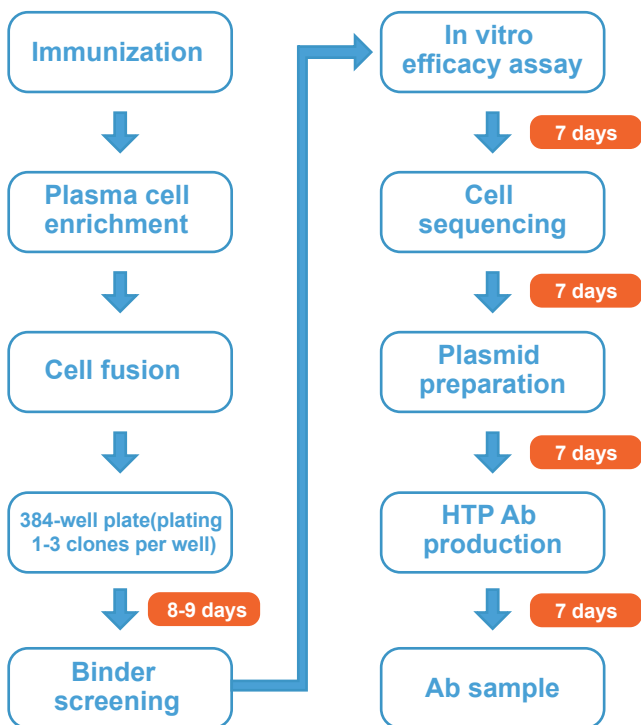 Immunization
Plasma cell
enrichment
Cell fusion
384-well plate(plating
1-3 clones per well)
8-9 days
Binder
screening
In vitro
efficacy assay
7 days
Cell
sequencing
7 days
Plasmid
preparation
7 days
HTP Ab
production
7 days
Ab sample